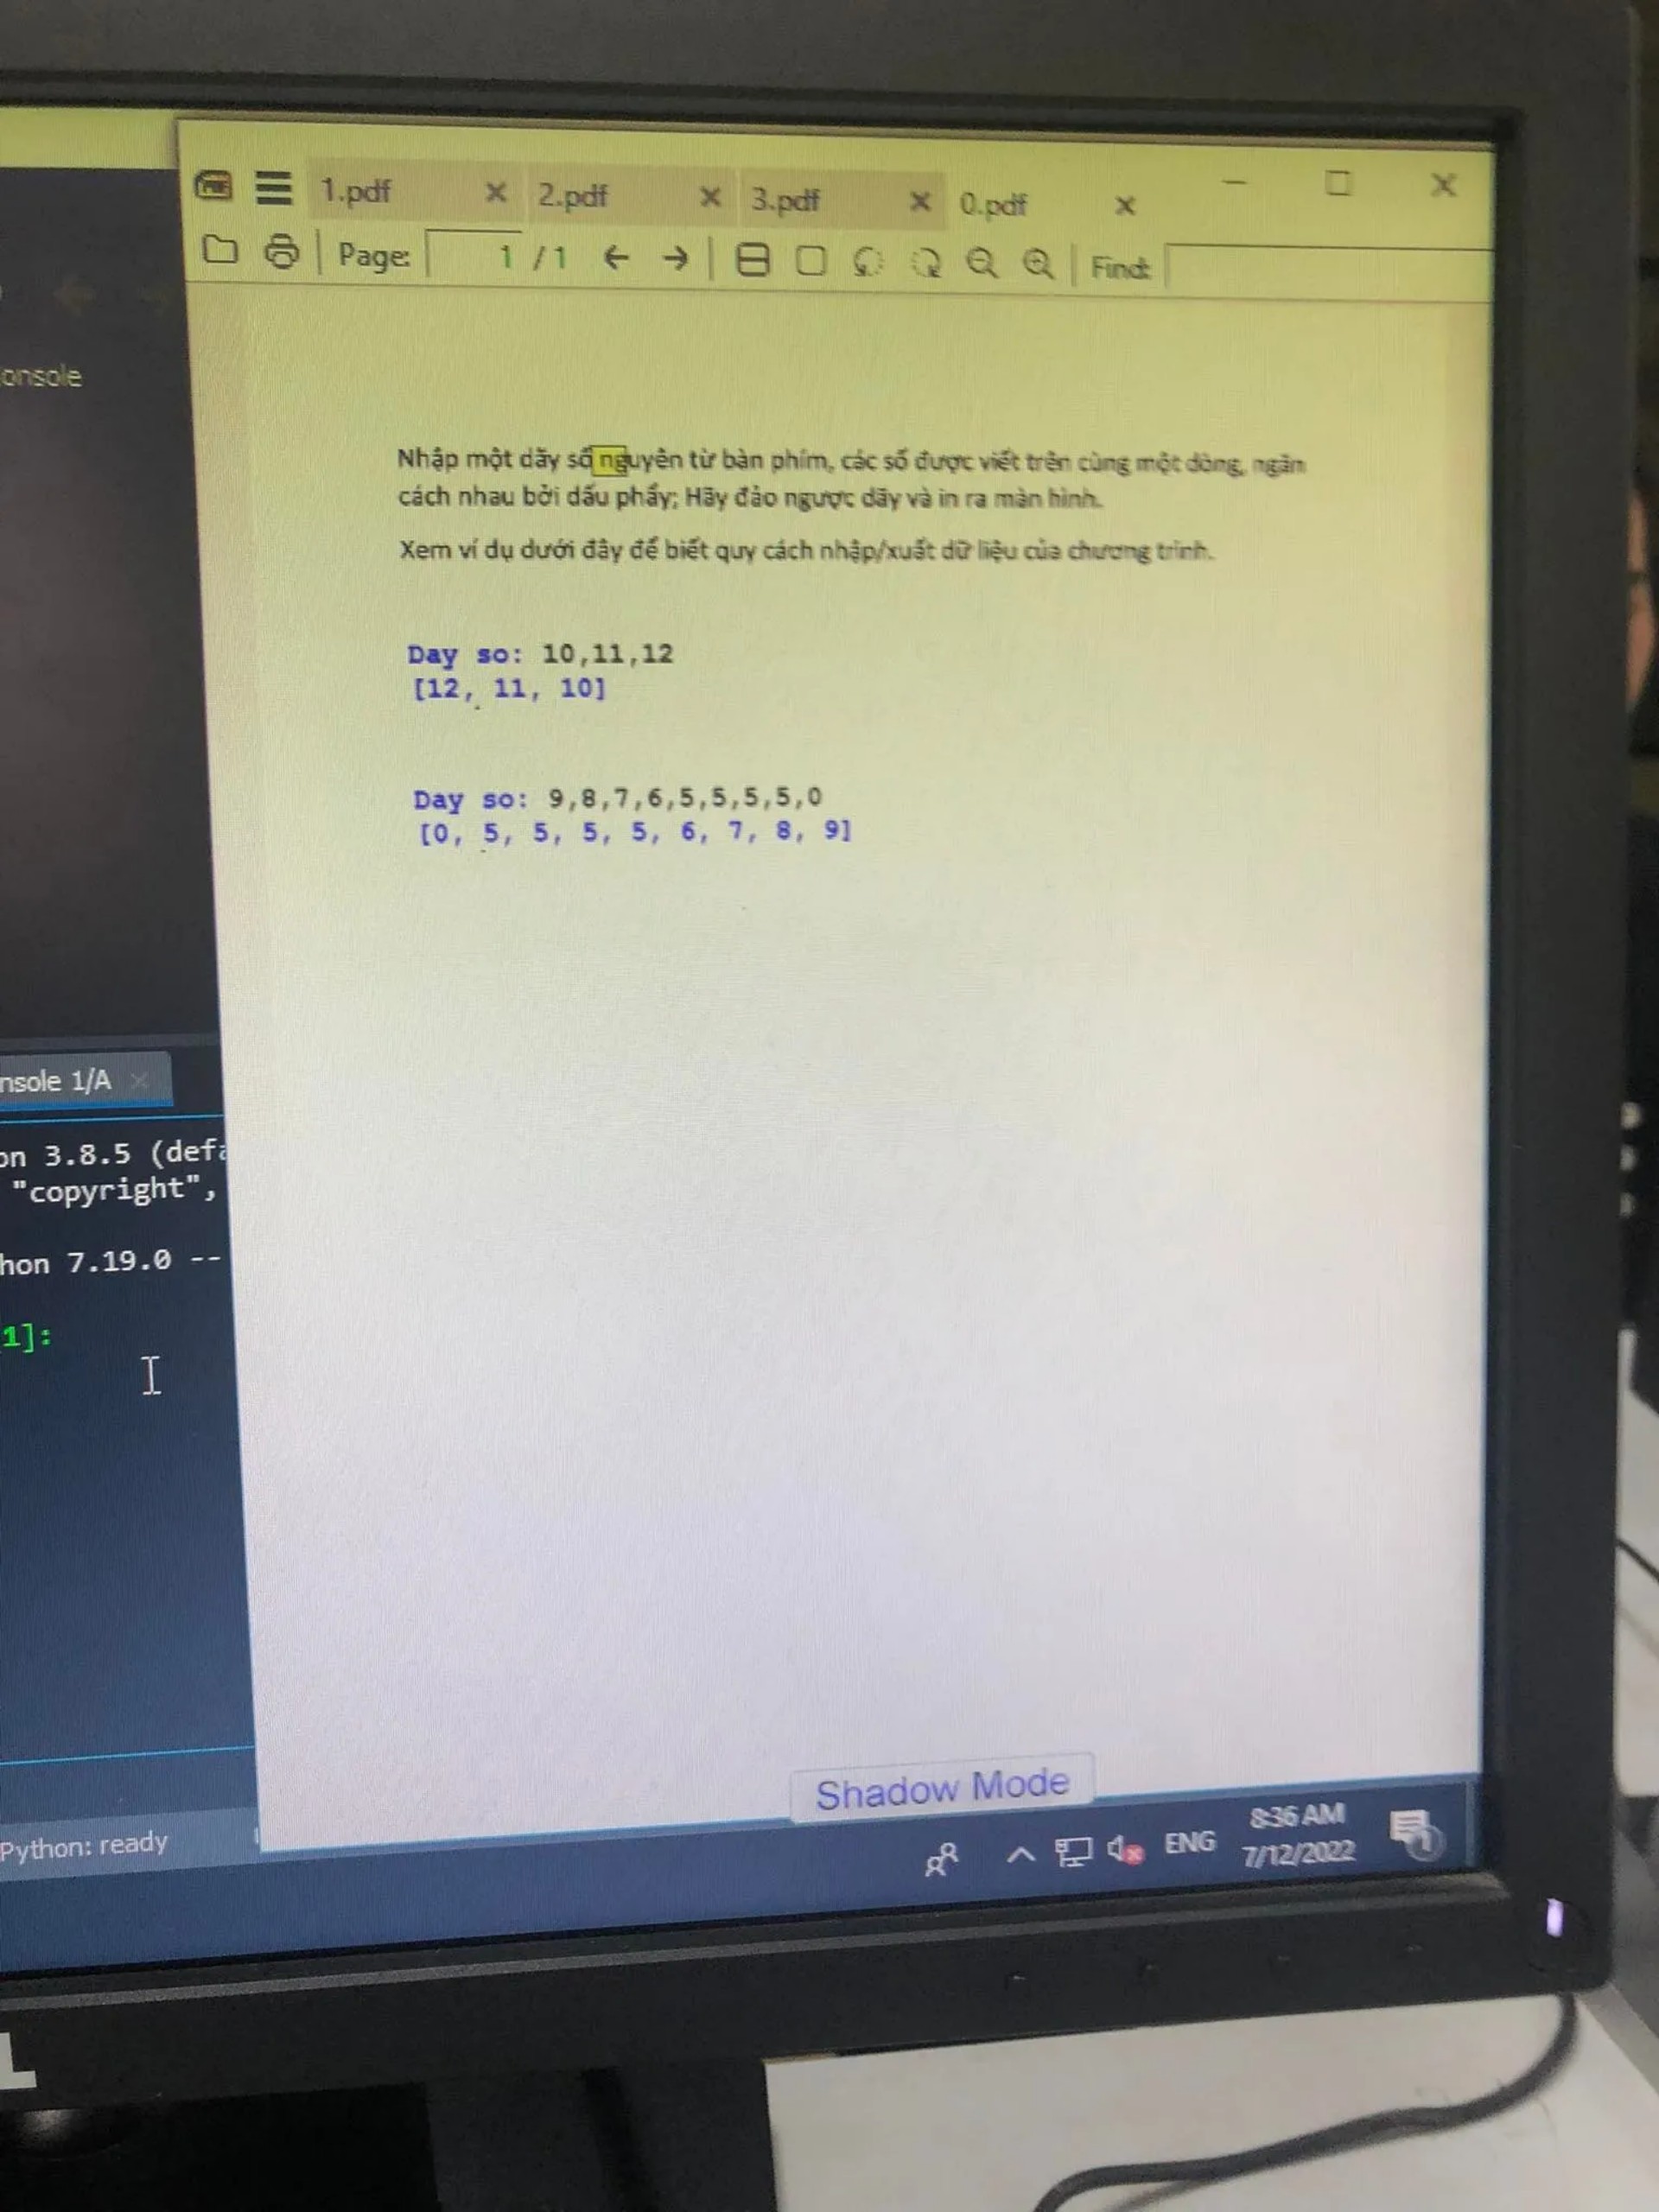 1.pdf × 2.pdf × 3.pdf × 0.pdf ×
Page: 1 / 1 Find:
onsole
Nhập một dãy số nguyên từ bàn phím, các số được viết trên cùng một dòng, ngăn
cách nhau bởi dấu phẩy; Hãy đảo ngược dãy và in ra màn hình.
Xem ví dụ dưới đây để biết quy cách nhập/xuất dữ liệu của chương trình.
Day so: 10,11,12
[12, 11, 10]
Day so: 9,8,7,6,5,5,5,5,0
[0, 5, 5, 5, 5, 6, 7, 8, 9]
nsole 1/A ×
on 3.8.5 (defa
"copyright",
hon 7.19.0 --
1]:
Shadow Mode
Python: ready
ENG
8:36 AM
7/12/2022
1
L